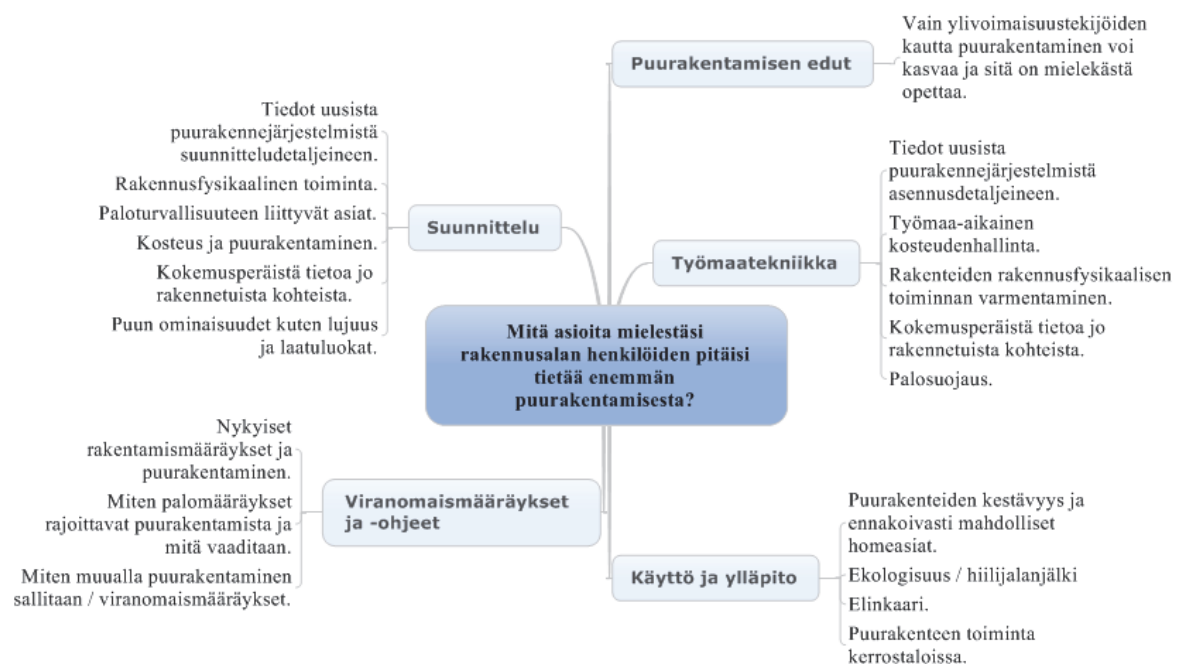 Mitä asioita mielestäsi
rakennusalan henkilöiden pitäisi
tietää enemmän
puurakentamisesta?
Puurakentamisen edut
Vain ylivoimaisuustekijöiden
kautta puurakentaminen voi
kasvaa ja sitä on mielekästä
opettaa.
Työmaatekniikka
Tiedot uusista
puurakennejärjestelmistä
asennusdetaljeineen.
Työmaa-aikainen
kosteudenhallinta.
Rakenteiden rakennusfysikaalisen
toiminnan varmentaminen.
Kokemusperäistä tietoa jo
rakennetuista kohteista.
Palosuojaus.
Käyttö ja ylläpito
Puurakenteiden kestävyys ja
ennakoivasti mahdolliset
homeasiat.
Ekologisuus / hiilijalanjälki
Elinkaari.
Puurakenteen toiminta
kerrostaloissa.
Suunnittelu
Tiedot uusista
puurakennejärjestelmistä
suunnitteludetaljeineen.
Rakennusfysikaalinen toiminta.
Paloturvallisuuteen liittyvät asiat.
Kosteus ja puurakentaminen.
Kokemusperäistä tietoa jo
rakennetuista kohteista.
Puun ominaisuudet kuten lujuus
ja laatuluokat.
Viranomaismääräykset
ja -ohjeet
Nykyiset
rakentamismääräykset ja
puurakentaminen.
Miten palomääräykset
rajoittavat puurakentamista ja
mitä vaaditaan.
Miten muualla puurakentaminen
sallitaan / viranomaismääräykset.